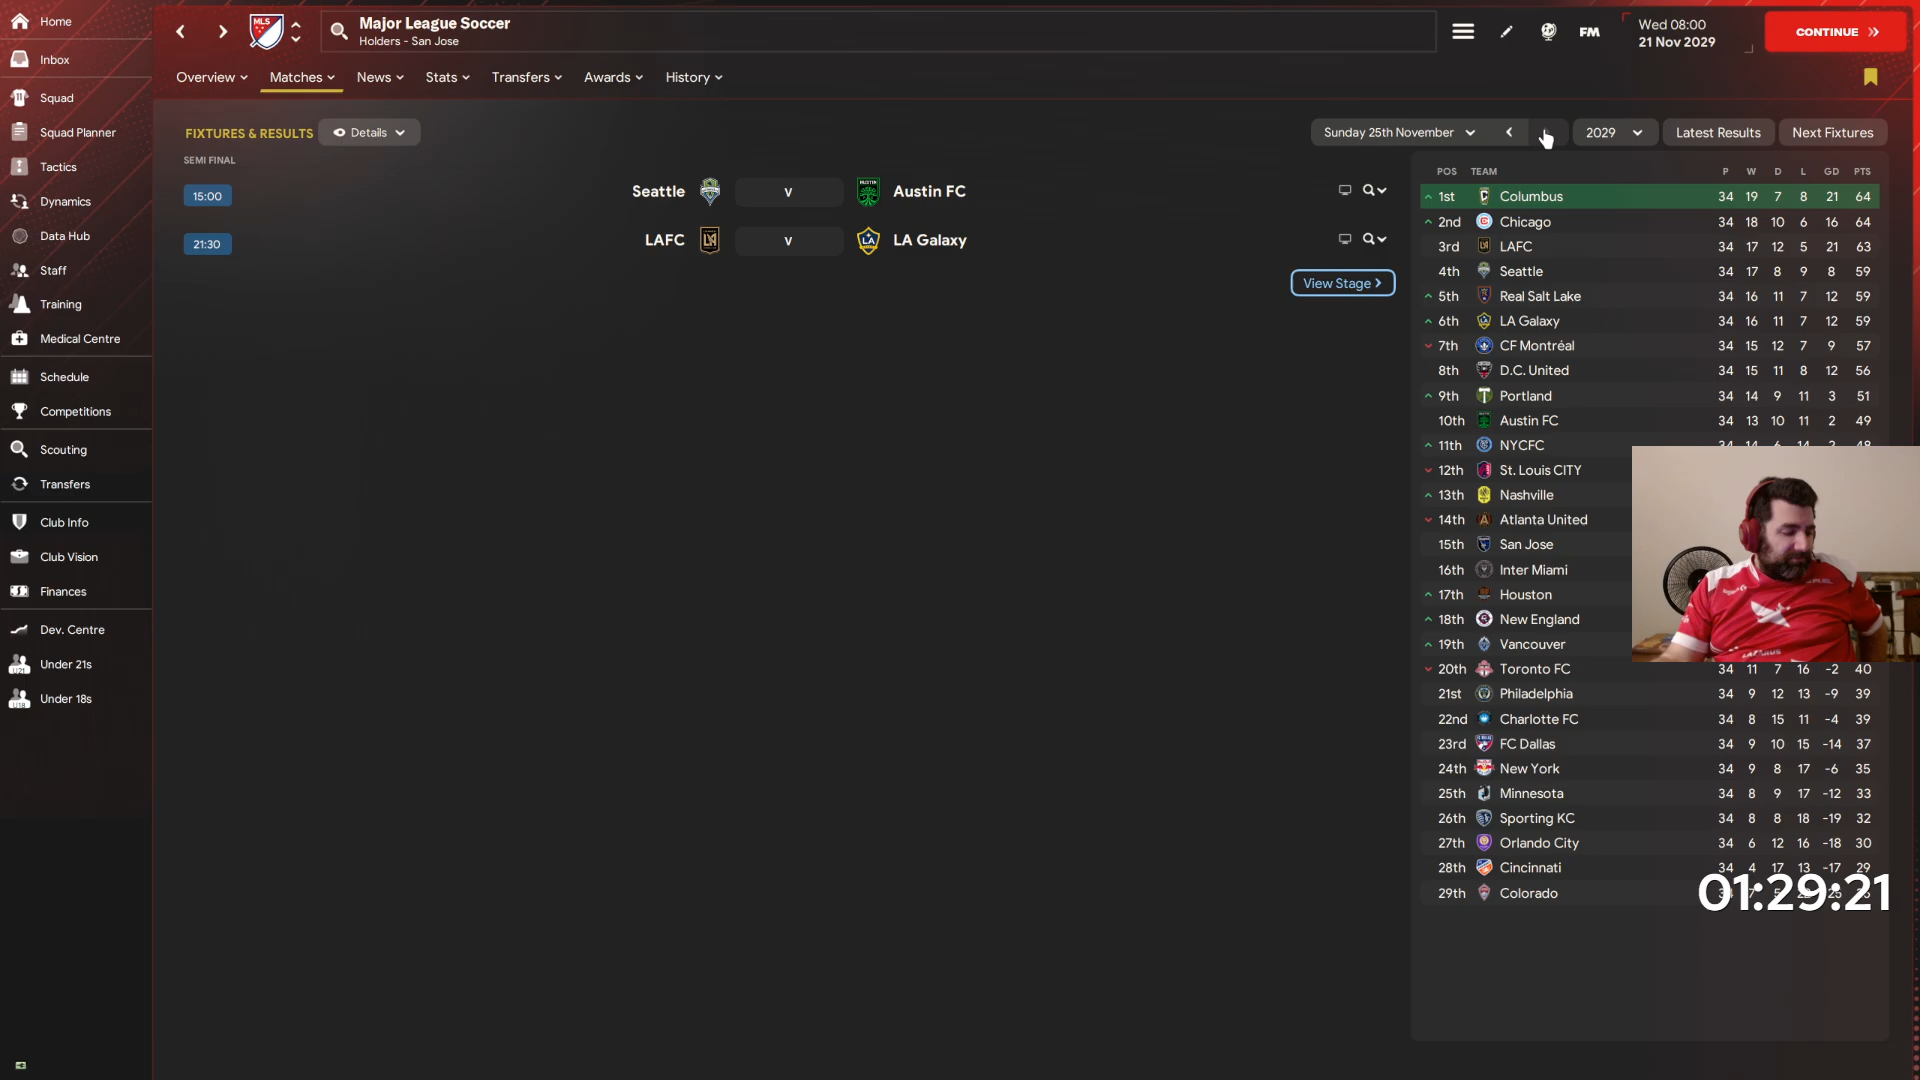 Home
Inbox
Squad
Squad Planner
Tactics
Dynamics
Data Hub
Staff
Training
Medical Centre
Schedule
Competitions
Scouting
Transfers
Club Info
Club Vision
Finances
Dev. Centre
Under 21s
Under 18s
Major League Soccer
Holders - San Jose
FM
Wed 08:00
21 Nov 2029
CONTINUE
Overview
Matches
News
Stats
Transfers
Awards
History
FIXTURES & RESULTS
Details
Sunday 25th November
2029
Latest Results
Next Fixtures
SEMI FINAL
15:00 Seattle v Austin FC
21:30 LAFC v LA Galaxy
View Stage
POS TEAM P W D L GD PTS
1st Columbus 34 19 7 8 21 64
2nd Chicago 34 18 10 6 16 64
3rd LAFC 34 17 12 5 21 63
4th Seattle 34 17 8 9 8 59
5th Real Salt Lake 34 16 11 7 12 59
6th LA Galaxy 34 16 11 7 12 59
7th CF Montréal 34 15 12 7 9 57
8th D.C. United 34 15 11 8 12 56
9th Portland 34 14 9 11 3 51
10th Austin FC 34 13 10 11 2 49
11th NYCFC 34 14 6 14 2 48
12th St. Louis CITY
13th Nashville
14th Atlanta United
15th San Jose
16th Inter Miami
17th Houston
18th New England
19th Vancouver
20th Toronto FC 34 11 7 16 -2 40
21st Philadelphia 34 9 12 13 -9 39
22nd Charlotte FC 34 8 15 11 -4 39
23rd FC Dallas 34 9 10 15 -14 37
24th New York 34 9 8 17 -6 35
25th Minnesota 34 8 9 17 -12 33
26th Sporting KC 34 8 8 18 -19 32
27th Orlando City 34 6 12 16 -18 30
28th Cincinnati 34 4 17 13 -17 29
29th Colorado
01:29:21